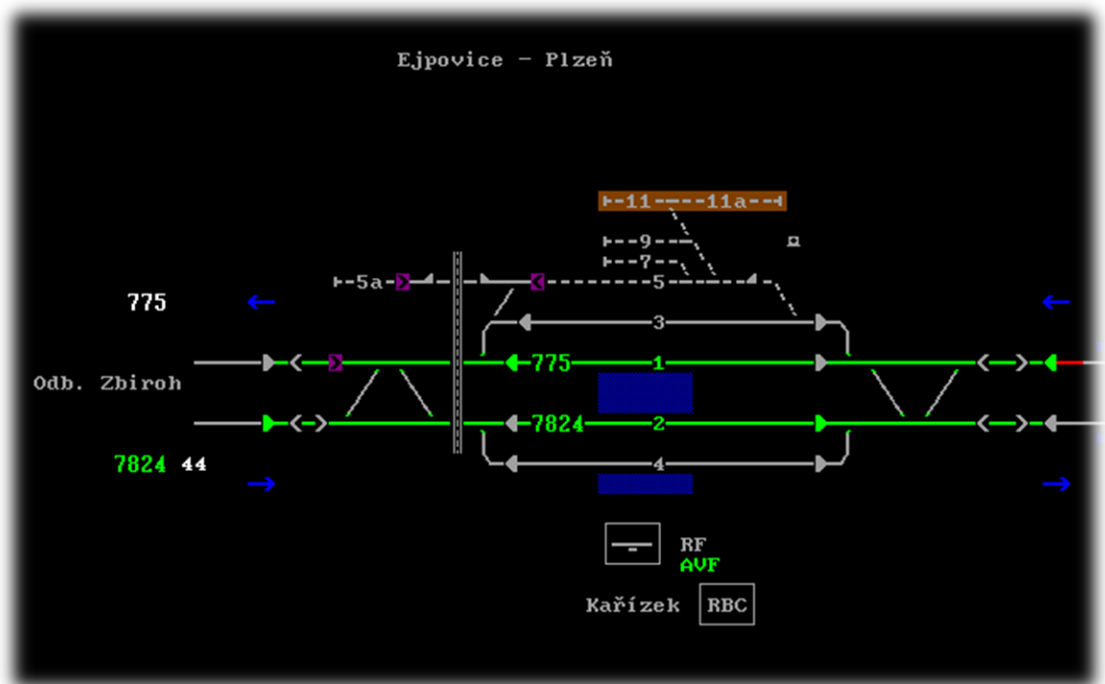 Ejpovice - Plzeň
11 11a
9
7
5a 5
775
3
775 1
Odb. Zbiroh
7824 2
7824 44
4
RF
AVF
Kařízek RBC